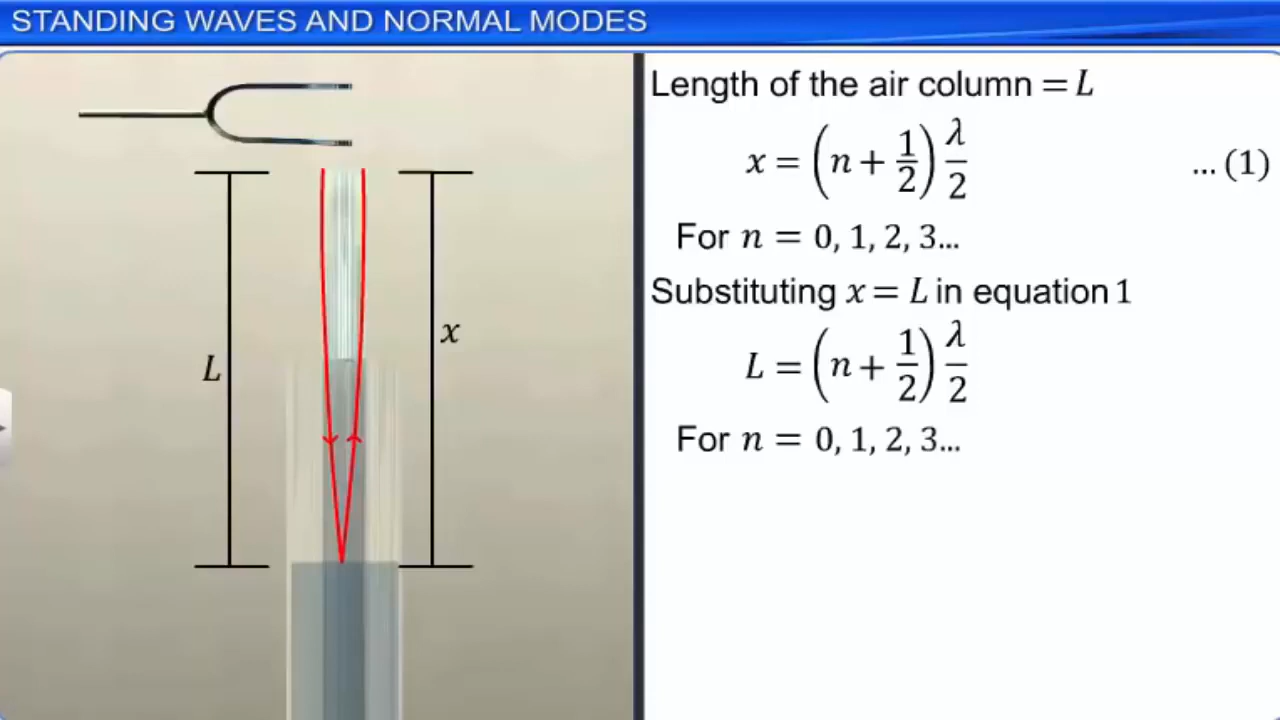 STANDING WAVES AND NORMAL MODES
L
x
Length of the air column = L
x = (n + 1/2) λ/2 ... (1)
For n = 0, 1, 2, 3...
Substituting x = L in equation 1
L = (n + 1/2) λ/2
For n = 0, 1, 2, 3...